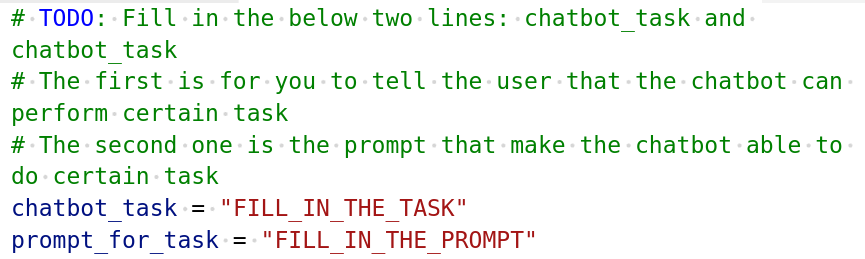 # TODO: Fill in the below two lines: chatbot_task and
chatbot_task
# The first is for you to tell the user that the chatbot can
perform certain task
# The second one is the prompt that make the chatbot able to
do certain task
chatbot_task = "FILL_IN_THE_TASK"
prompt_for_task = "FILL_IN_THE_PROMPT"